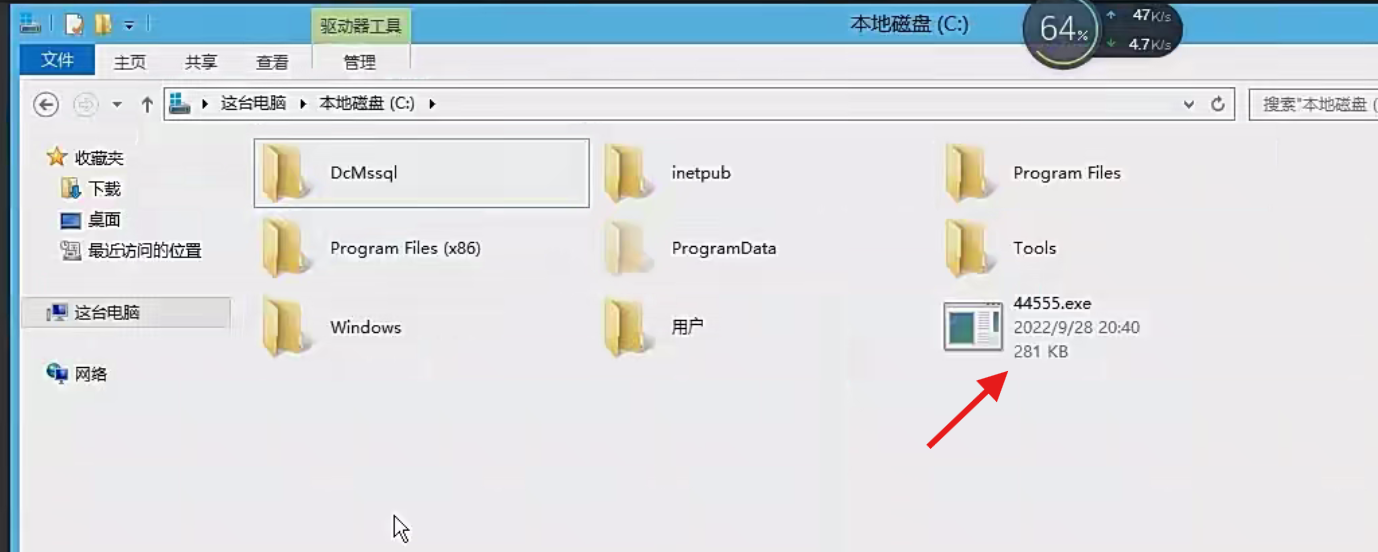 驱动器工具
本地磁盘 (C:)
64%
47K/s
4.7K/s
文件 主页 共享 查看 管理
这台电脑 本地磁盘 (C:)
搜索"本地磁盘 (
收藏夹
下载
桌面
最近访问的位置
这台电脑
网络
DcMssql
inetpub
Program Files
Program Files (x86)
ProgramData
Tools
Windows
用户
44555.exe
2022/9/28 20:40
281 KB